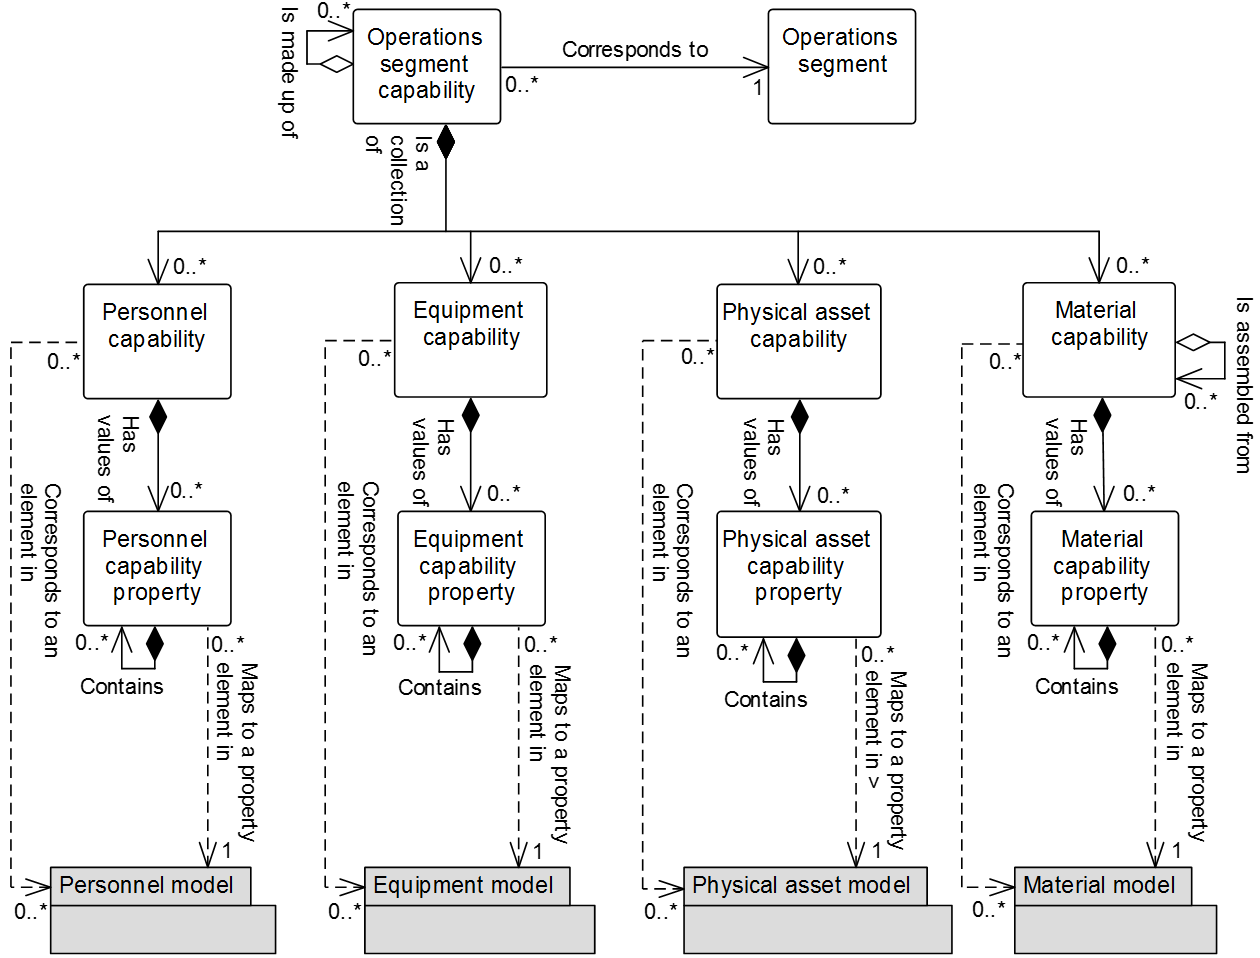 0..*
Is made up of
Operations
segment
capability
Corresponds to
0..*
1
Operations
segment
Is a
collection
of
0..*
0..*
0..*
0..*
Personnel
capability
Equipment
capability
Physical asset
capability
Material
capability
Is assembled from
0..*
0..*
0..*
0..*
0..*
0..*
Has
values of
Has
values of
Has
values of
Has
values of
0..*
0..*
0..*
0..*
Corresponds to an
element in
Corresponds to an
element in
Corresponds to an
element in
Corresponds to an
element in
Personnel
capability
property
Equipment
capability
property
Physical asset
capability
property
Material
capability
property
0..*
0..*
0..*
0..*
0..*
0..*
0..*
0..*
Contains
Contains
Contains
Contains
Maps to a property
element in
Maps to a property
element in
Maps to a property
element in >
Maps to a property
element in
1
1
1
1
Personnel model
Equipment model
Physical asset model
Material model
0..*
0..*
0..*
0..*